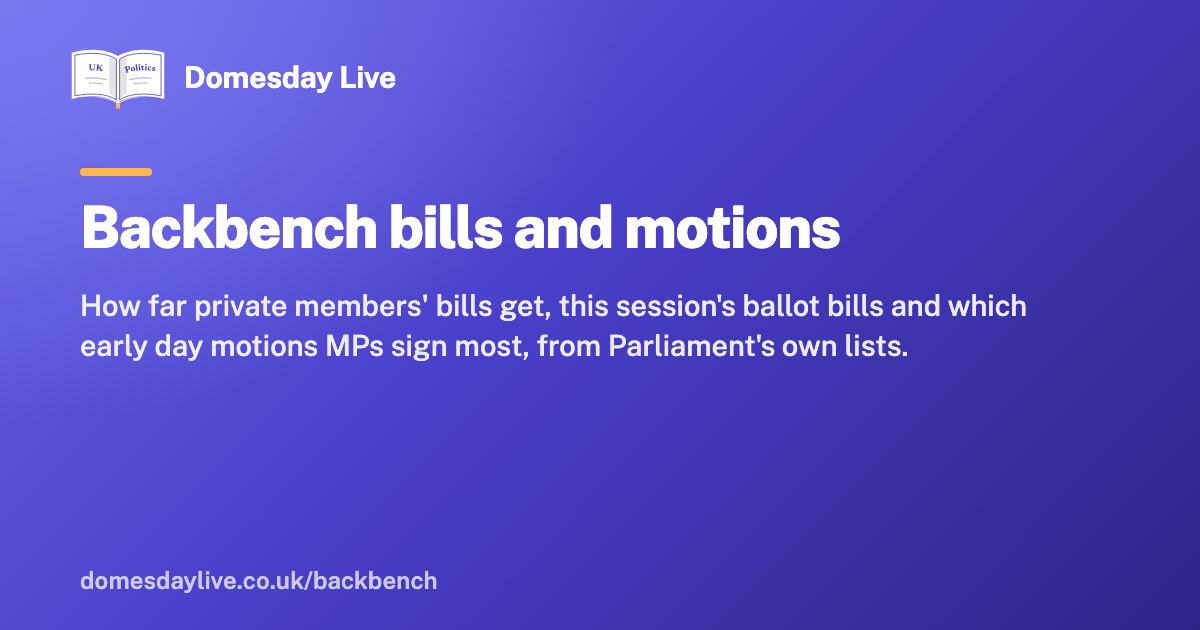 UK Politics
Domesday Live
Backbench bills and motions
How far private members' bills get, this session's ballot bills and which
early day motions MPs sign most, from Parliament's own lists.
domesdaylive.co.uk/backbench